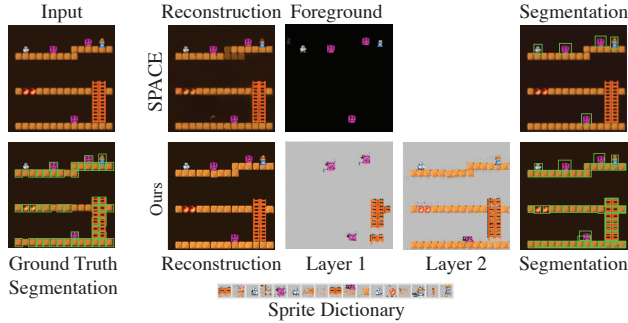 Input
Reconstruction
Foreground
Segmentation
SPACE
Ours
Ground Truth
Segmentation
Reconstruction
Layer 1
Layer 2
Segmentation
Sprite Dictionary